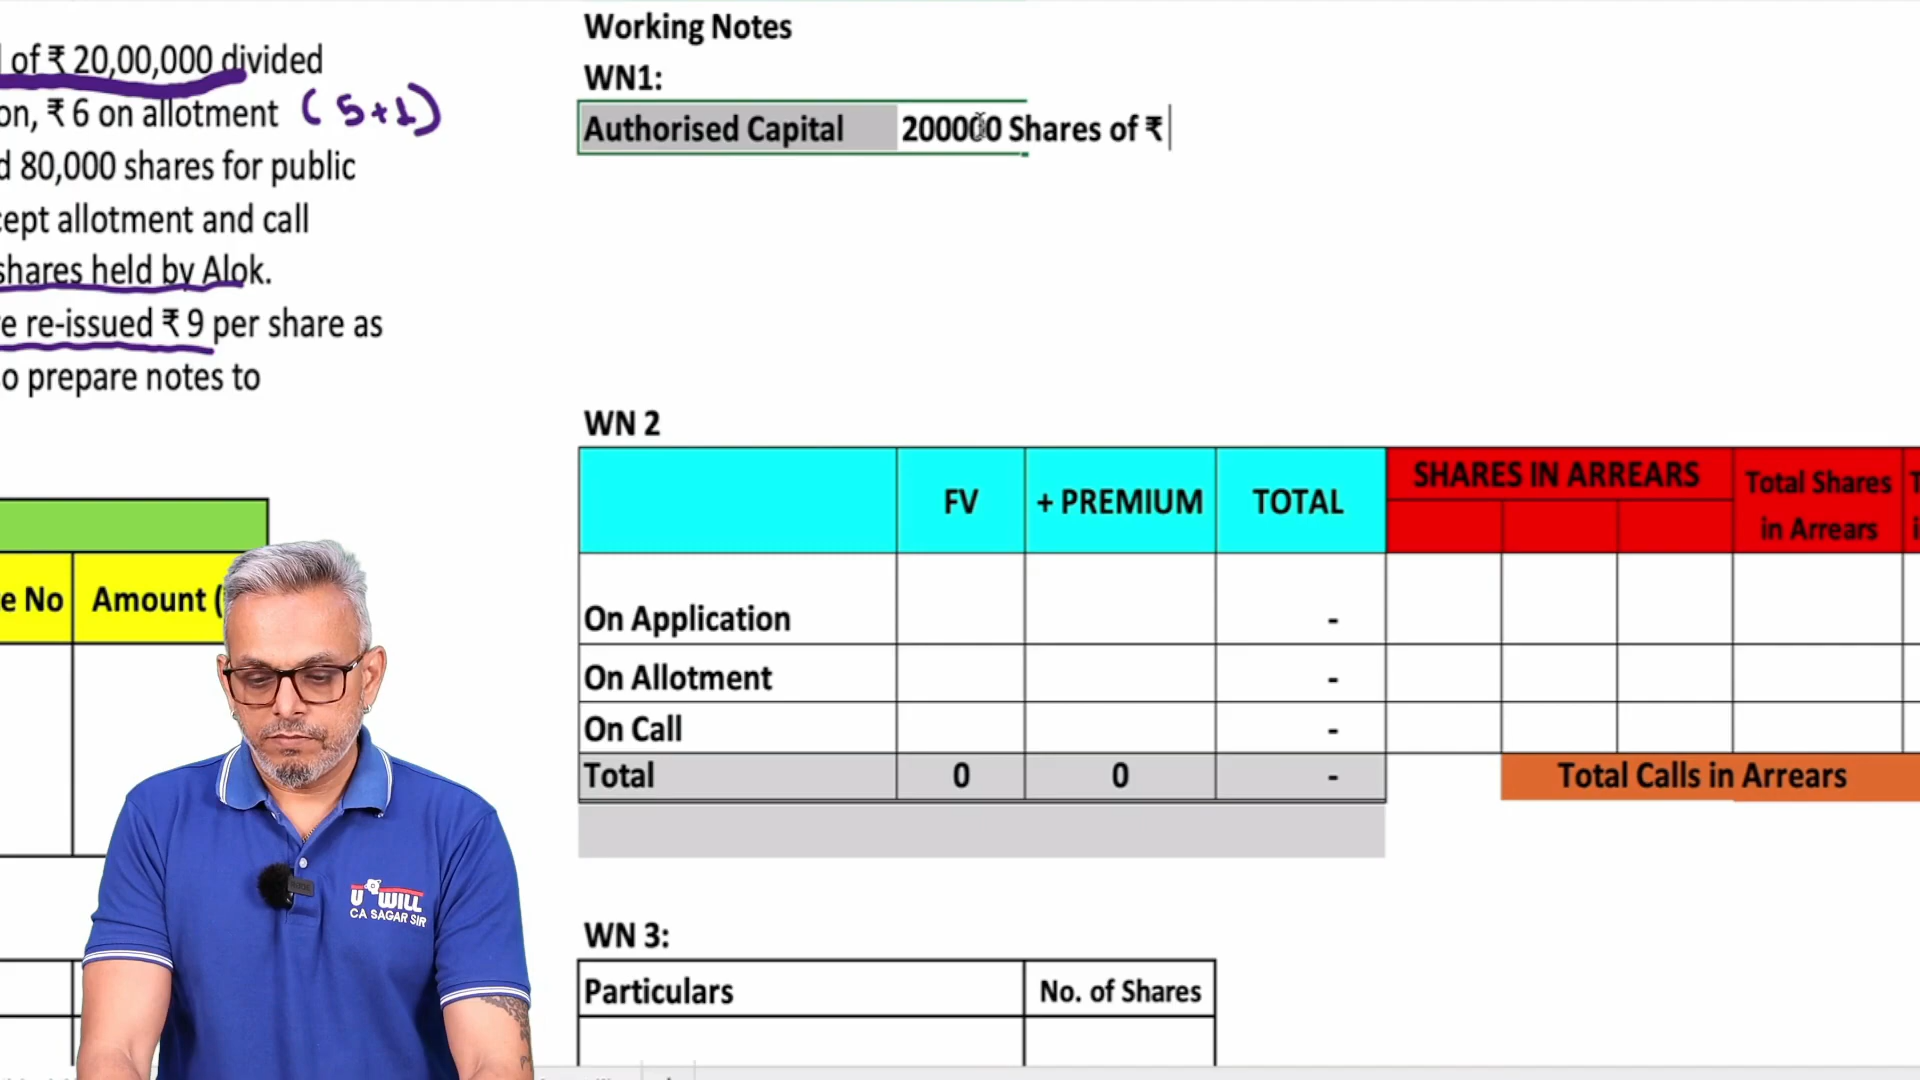 of ₹ 20,00,000 divided
on, ₹ 6 on allotment (5+1)
d 80,000 shares for public
cept allotment and call
shares held by Alok.
e re-issued ₹ 9 per share as
o prepare notes to
e No
Amount (
Working Notes
WN1:
Authorised Capital 200000 Shares of ₹
WN 2
FV + PREMIUM TOTAL SHARES IN ARREARS Total Shares in Arrears
On Application -
On Allotment -
On Call -
Total 0 0 - Total Calls in Arrears
WN 3:
Particulars No. of Shares
U WILL
CA SAGAR SIR